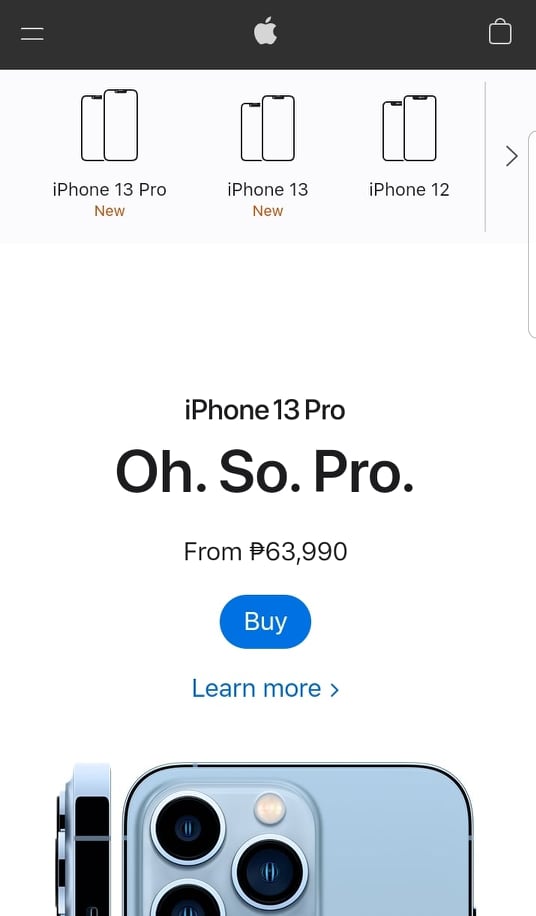 iPhone 13 Pro
New
iPhone 13
New
iPhone 12
iPhone 13 Pro
Oh. So. Pro.
From ₱63,990
Buy
Learn more >